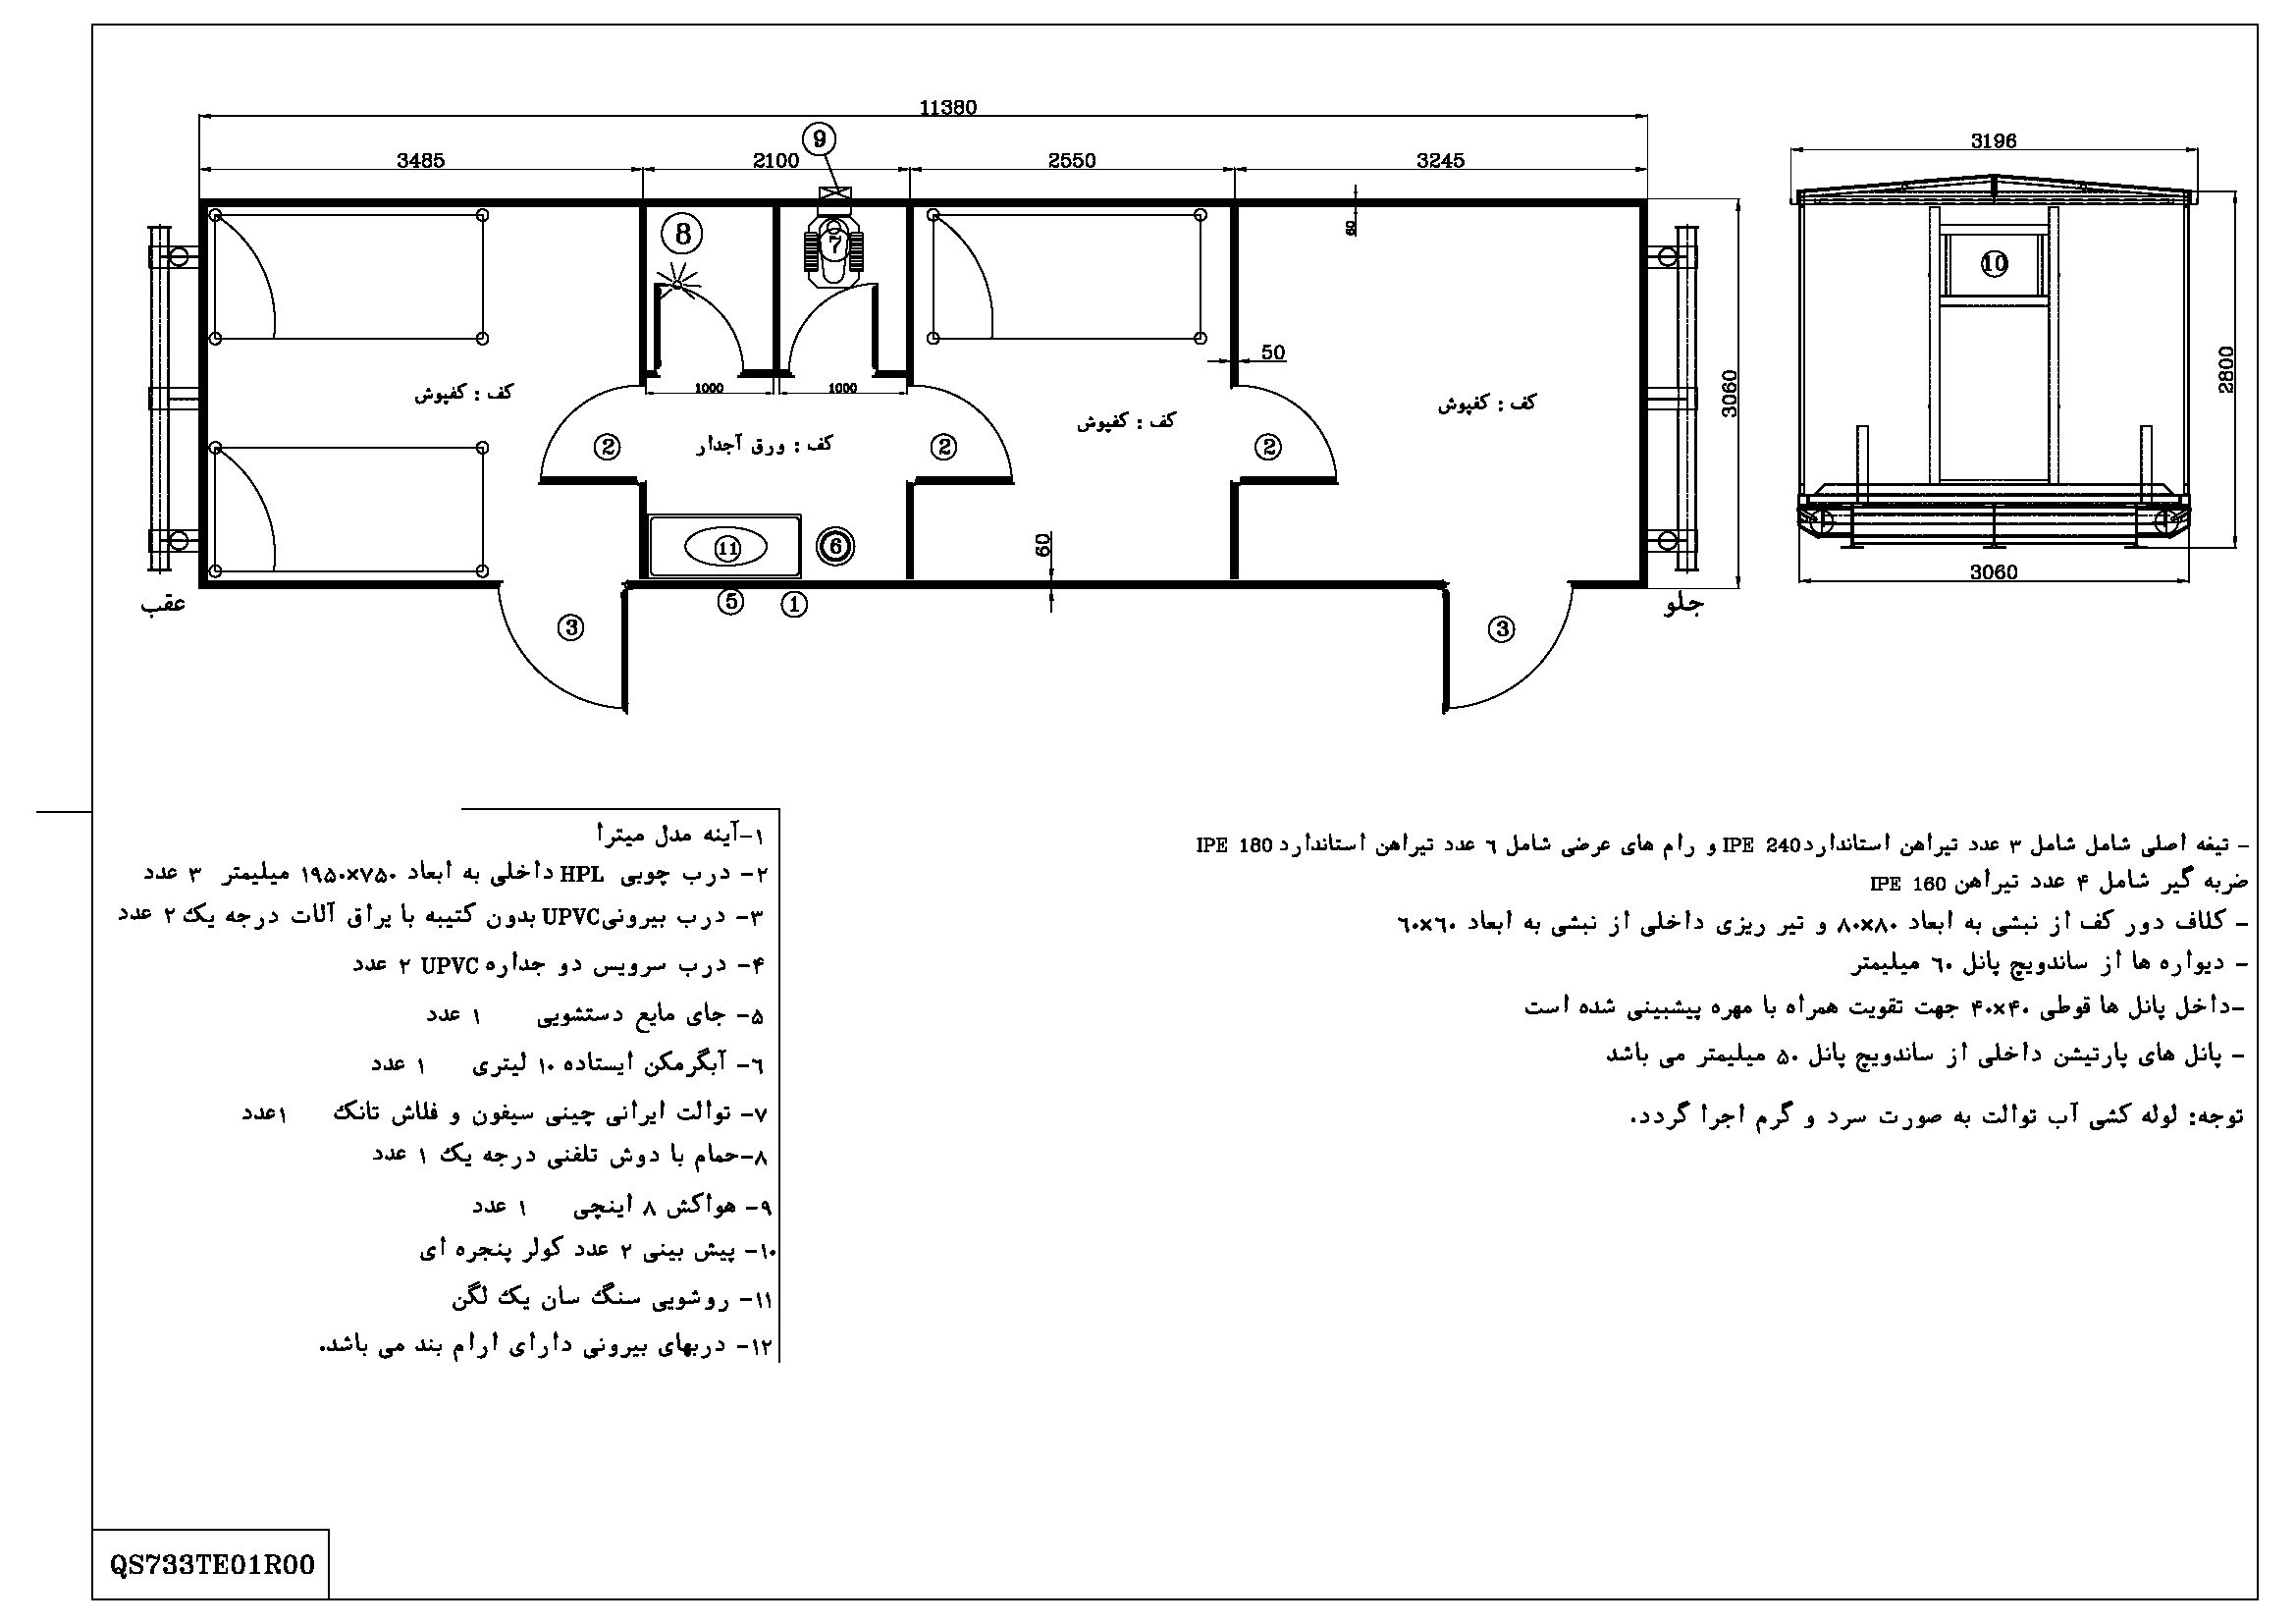 11380
3485
2100
9
2550
3245
3196
8
7
60
10
50
1000
1000
2800
3060
کف : کفپوش
کف : کفپوش
کف : کفپوش
کف : ورق آجدار
2
2
2
11
6
60
3060
عقب
جلو
5
1
3
3
۱-آینه مدل میترا
۲- درب چوبی HPL داخلی به ابعاد ۷۵۰×۱۹۵۰ میلیمتر ۳ عدد
۳- درب بیرونی UPVC بدون کتیبه با یراق آلات درجه یک ۲ عدد
۴- درب سرویس دو جداره UPVC ۲ عدد
۵- جای مایع دستشویی ۱ عدد
۶- آبگرمکن ایستاده ۱۰ لیتری ۱ عدد
۷- توالت ایرانی چینی سیفون و فلاش تانک ۱عدد
۸-حمام با دوش تلفنی درجه یک ۱ عدد
۹- هواکش ۸ اینچی ۱ عدد
۱۰- پیش بینی ۲ عدد کولر پنجره ای
۱۱- روشویی سنگ سان یک لگن
۱۲- دربهای بیرونی دارای ارام بند می باشد.
- تیغه اصلی شامل شامل ۳ عدد تیراهن استاندارد IPE 240 و رام های عرضی شامل ۶ عدد تیراهن استاندارد IPE 180
ضربه گیر شامل ۴ عدد تیرآهن IPE 160
- کلاف دور کف از نبشی به ابعاد ۸۰×۸۰ و تیر ریزی داخلی از نبشی به ابعاد ۶۰×۶۰
- دیواره ها از ساندویچ پانل ۶۰ میلیمتر
-داخل پانل ها قوطی ۴۰×۴۰ جهت تقویت همراه با مهره پیشبینی شده است
- پانل های پارتیشن داخلی از ساندویچ پانل ۵۰ میلیمتر می باشد
توجه: لوله کشی آب توالت به صورت سرد و گرم اجرا گردد.
QS733TE01R00